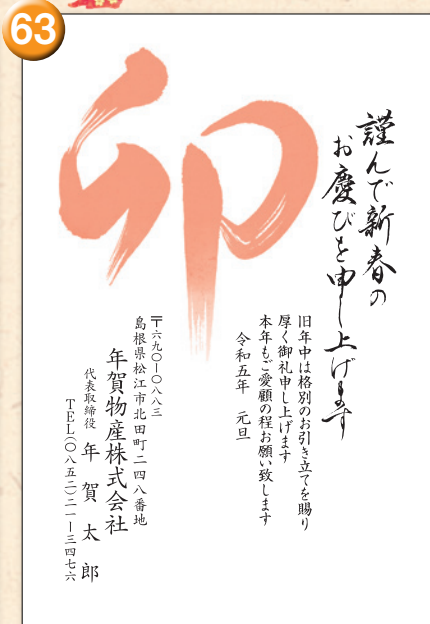 63
卯
謹んで新春の
お慶びを申し上げます
旧年中は格別のお引き立てを賜り
厚く御礼申し上げます
本年もご愛顧の程お願い致します
令和五年 元旦
〒六九〇-〇八八三
島根県松江市北田町二四八番地
年賀物産株式会社
代表取締役 年賀太郎
TEL(〇八五二)二一-三四七六